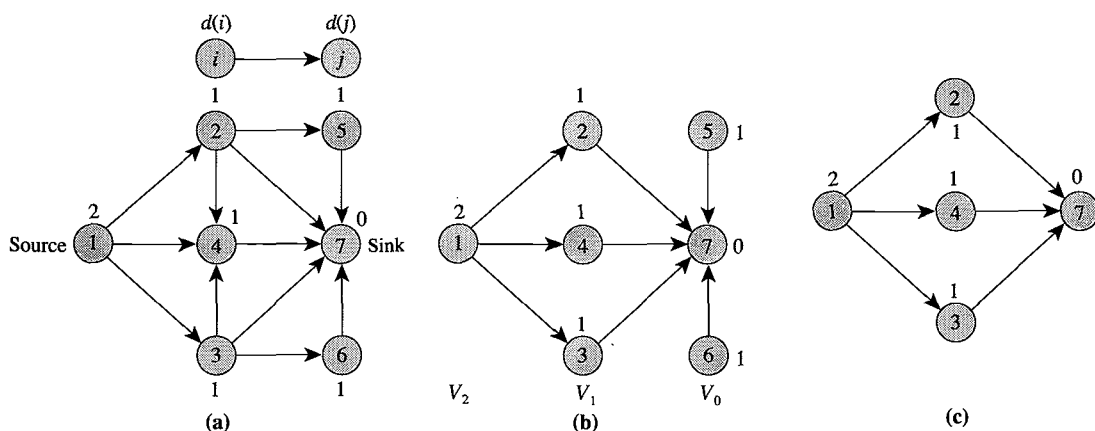 d(i) d(j)
i j
1 1
2 5
2 1 0
Source 1 4 7 Sink
3 6
1 1
(a)
1
2 5 1
2 1
1 4 7 0
1
3 6 1
V₂ V₁ V₀
(b)
2
1
2 1 0
1 4 7
1
3
(c)